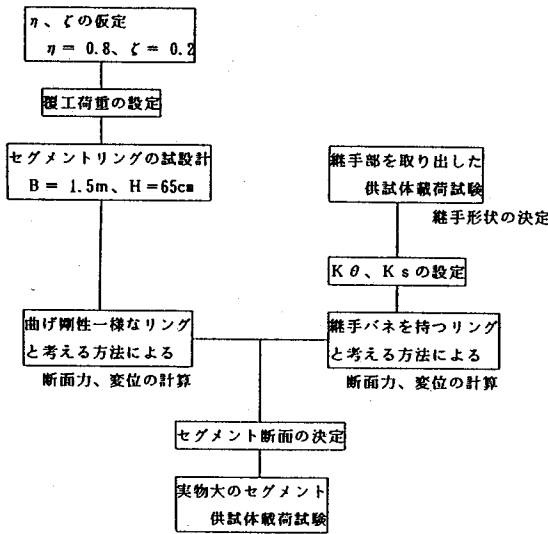 η、ζの仮定
η＝0.8、ζ＝0.2
覆工荷重の設定
セグメントリングの試設計
B＝1.5m、H＝65cm
継手部を取り出した
供試体載荷試験
継手形状の決定
Kθ、Ksの設定
曲げ剛性一様なリング
と考える方法による
断面力、変位の計算
継手バネを持つリング
と考える方法による
断面力、変位の計算
セグメント断面の決定
実物大のセグメント
供試体載荷試験